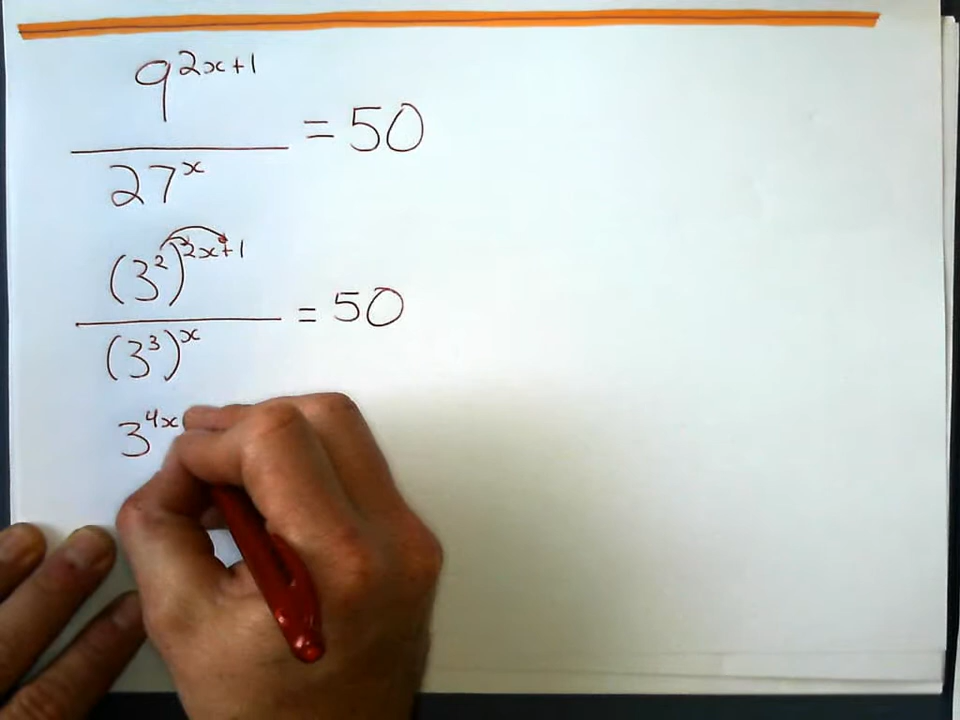 9^{2x+1}
/ 27^x = 50
(3^2)^{2x+1}
/ (3^3)^x = 50
3^{4x